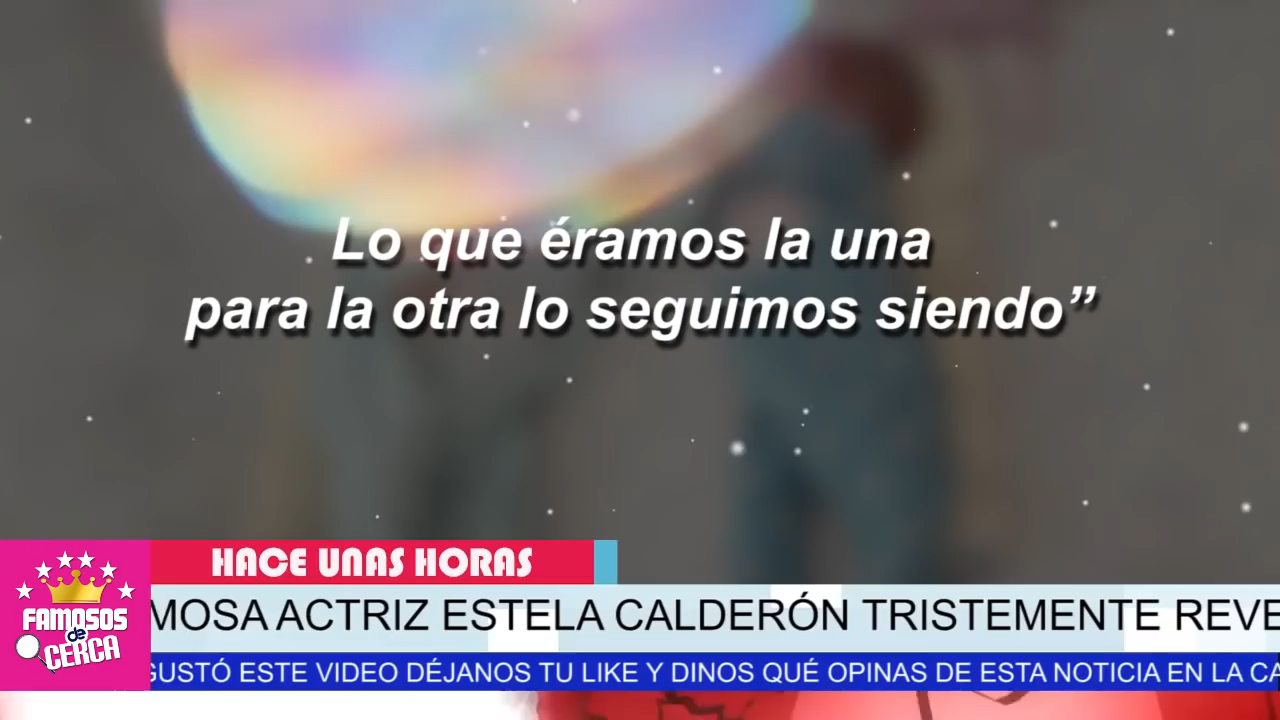 Lo que éramos la una
para la otra lo seguimos siendo”
HACE UNAS HORAS
FAMOSOS
de
CERCA
MOSA ACTRIZ ESTELA CALDERÓN TRISTEMENTE REVE
GUSTÓ ESTE VIDEO DÉJANOS TU LIKE Y DINOS QUÉ OPINAS DE ESTA NOTICIA EN LA CA